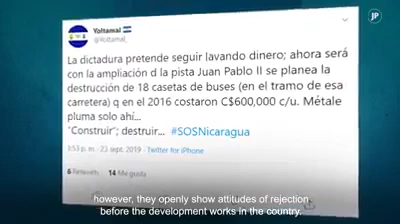 JP
Yoltamal
@Yoltamal_
La dictadura pretende seguir lavando dinero; ahora será
con la ampliación d la pista Juan Pablo II se planea la
destrucción de 18 casetas de buses (en el tramo de esa
carretera) q en el 2016 costaron C$600,000 c/u. Métale
pluma solo ahí...
"Construir"; destruir... #SOSNicaragua
3:53 p. m. · 23 sept. 2019 · Twitter for iPhone
6 Retweets 14 Me gusta
however, they openly show attitudes of rejection
before the development works in the country.